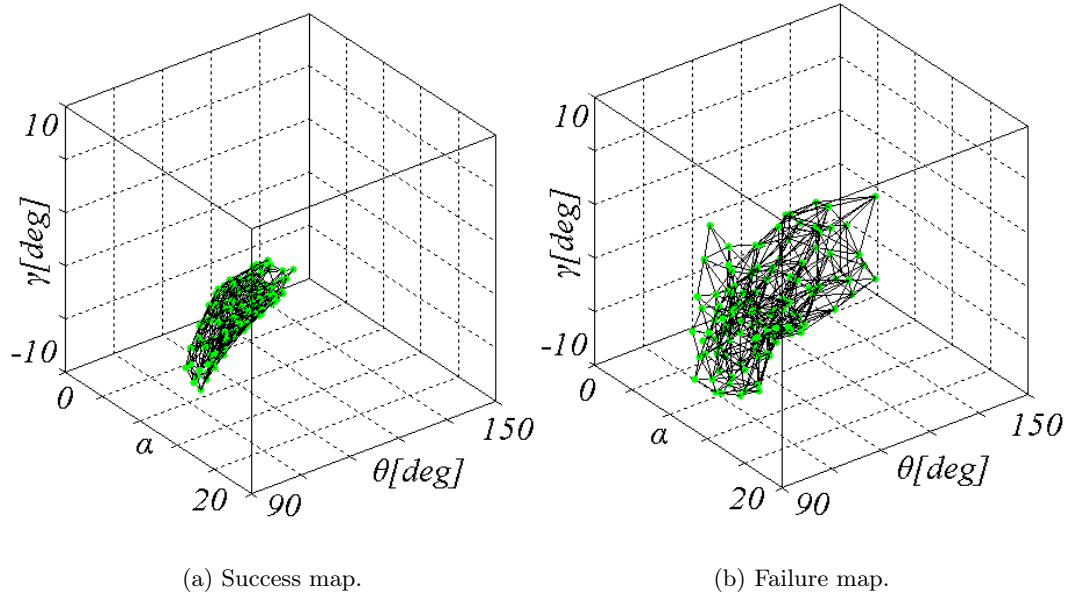 10
γ[deg]
-10
0
α
20
90
θ[deg]
150
(a) Success map.
10
γ[deg]
-10
0
α
20
90
θ[deg]
150
(b) Failure map.